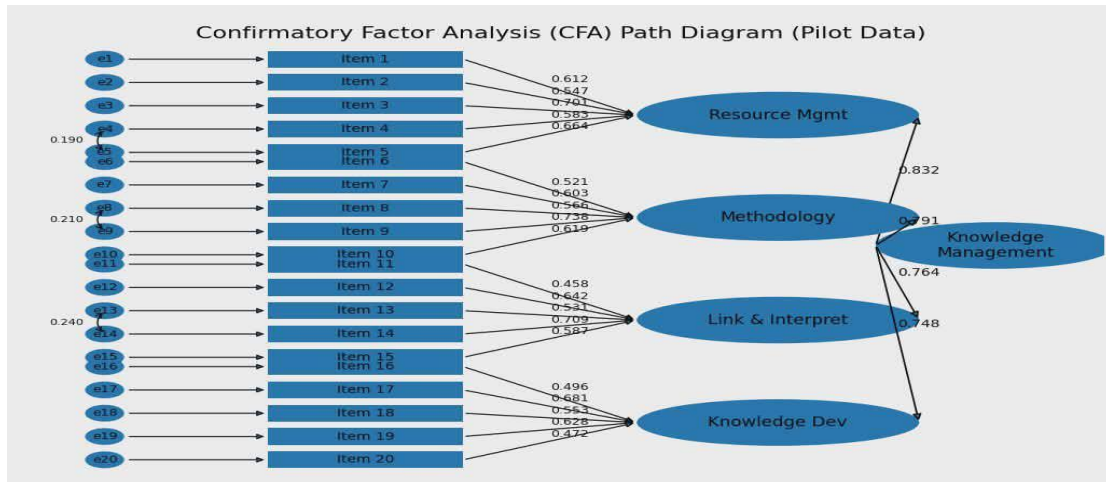 Confirmatory Factor Analysis (CFA) Path Diagram (Pilot Data)
e1 Item 1
e2 Item 2
e3 Item 3
e4 Item 4
e5 Item 5
e6 Item 6
e7 Item 7
e8 Item 8
e9 Item 9
e10 Item 10
e11 Item 11
e12 Item 12
e13 Item 13
e14 Item 14
e15 Item 15
e16 Item 16
e17 Item 17
e18 Item 18
e19 Item 19
e20 Item 20
0.190
0.210
0.240
0.612
0.547
0.701
0.583
0.664
0.521
0.603
0.566
0.738
0.619
0.458
0.642
0.531
0.709
0.587
0.496
0.681
0.553
0.628
0.472
Resource Mgmt
Methodology
Link & Interpret
Knowledge Dev
0.832
0.791
0.764
0.748
Knowledge
Management